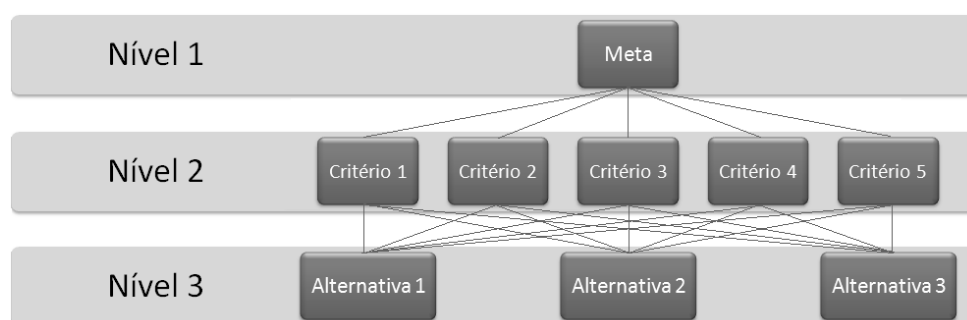 Nível 1
Meta
Nível 2
Critério 1
Critério 2
Critério 3
Critério 4
Critério 5
Nível 3
Alternativa 1
Alternativa 2
Alternativa 3